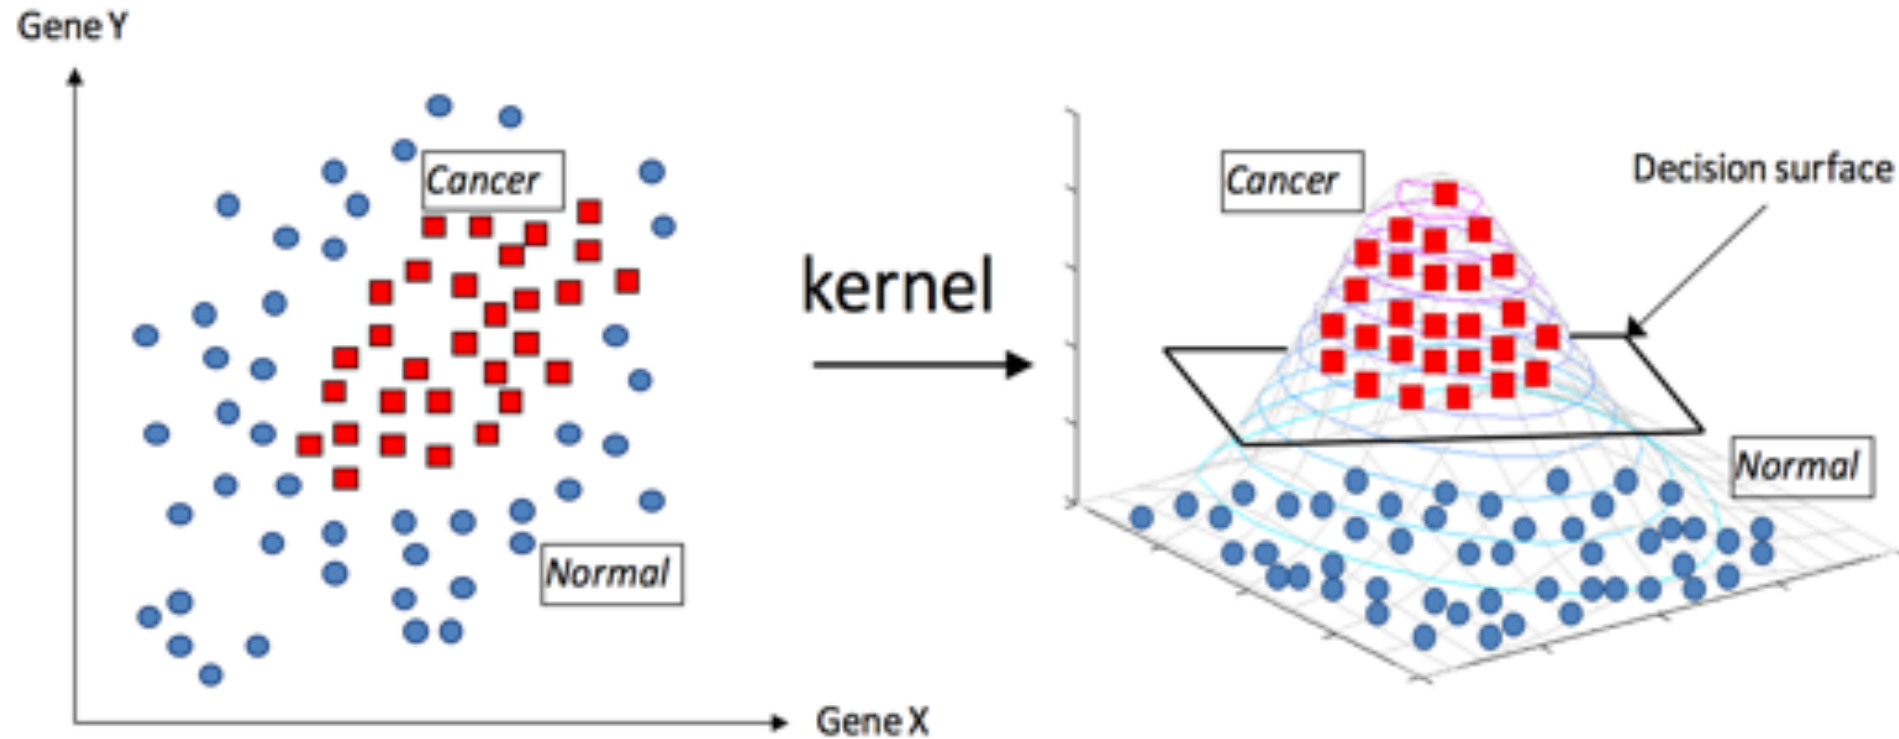 Gene Y
Cancer
Normal
Gene X
kernel
Cancer
Decision surface
Normal